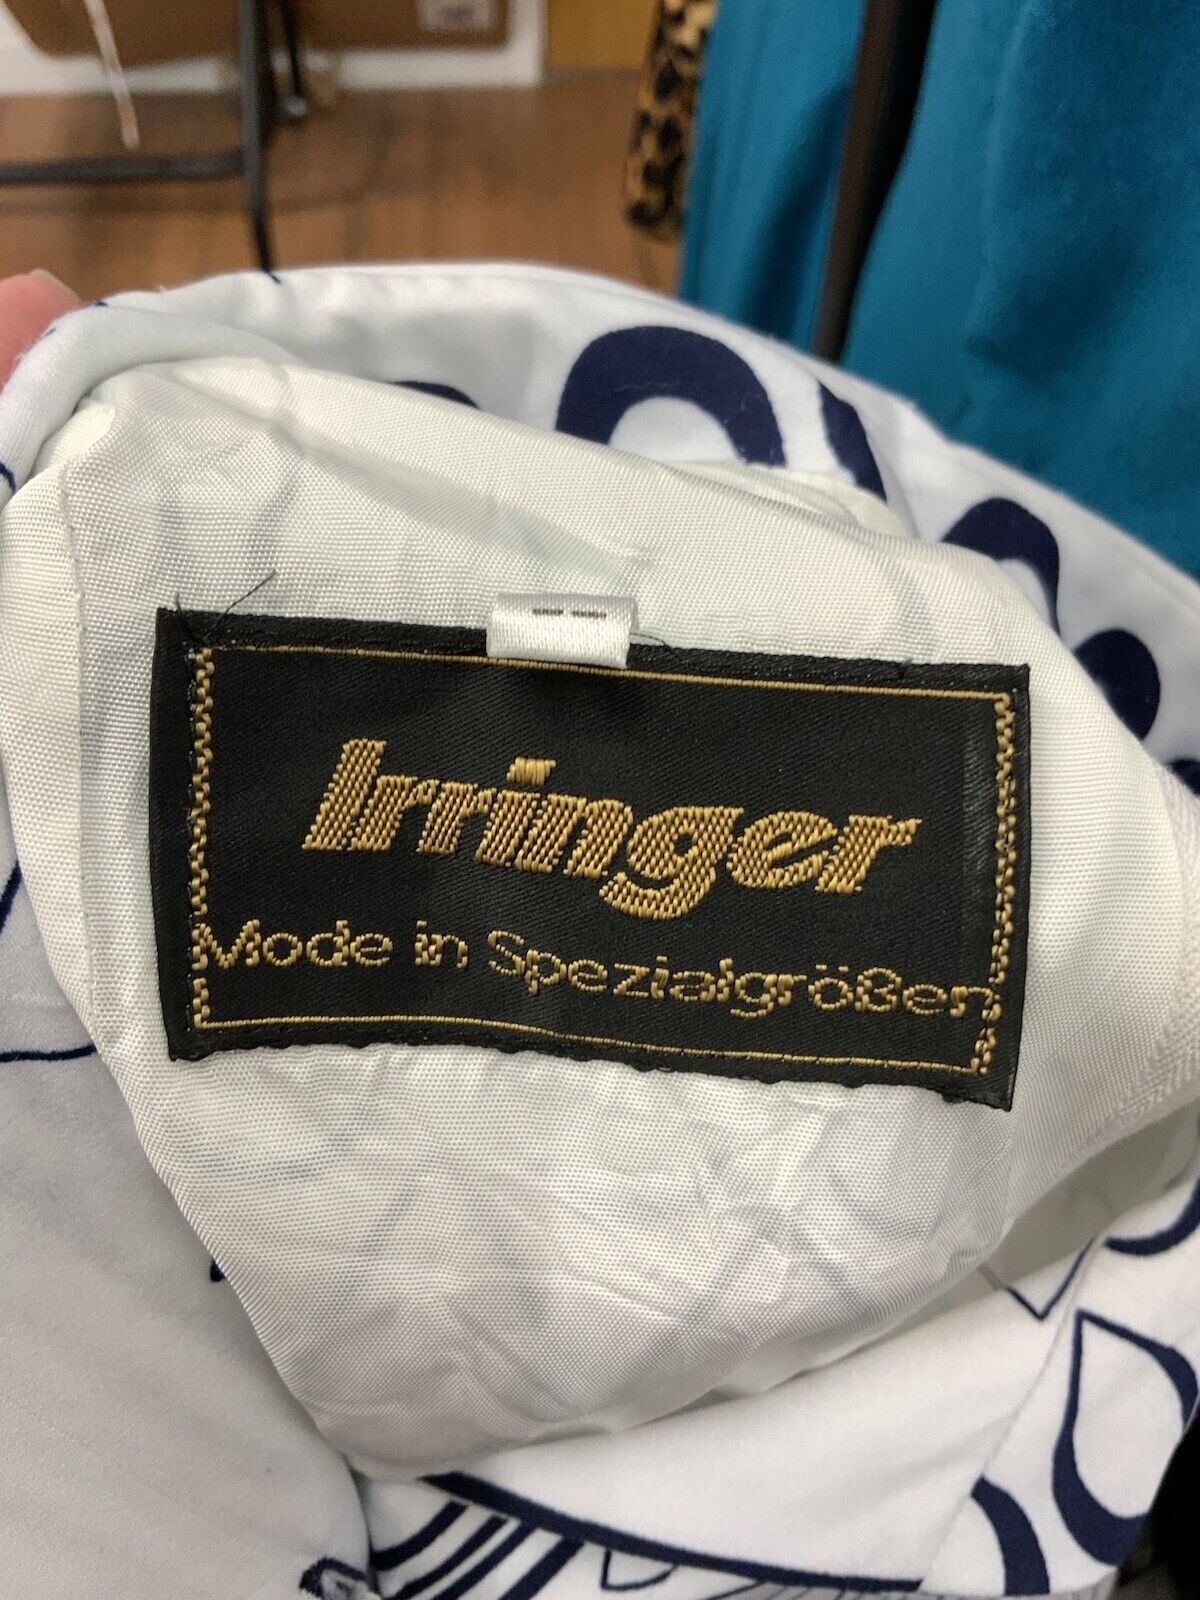 Irringer
Mode in Spezialgrößen